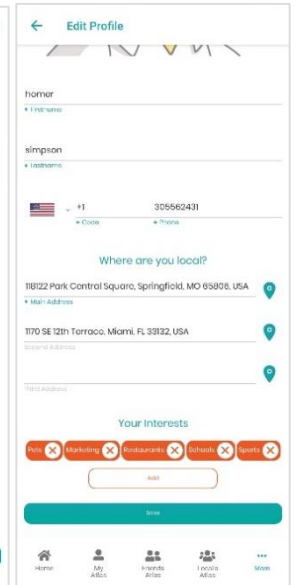 Edit Profile
homer
* Firstname
simpson
* Lastname
+1 305562431
* Code * Phone
Where are you local?
118122 Park Central Square, Springfield, MO 65806, USA
* Main Address
1170 SE 12th Terrace, Miami, FL 33132, USA
Second Address
Third Address
Your Interests
Pets Marketing Restaurants Schools Sports
Add
Save
Home My Atlas Friends Atlas Locals Atlas More